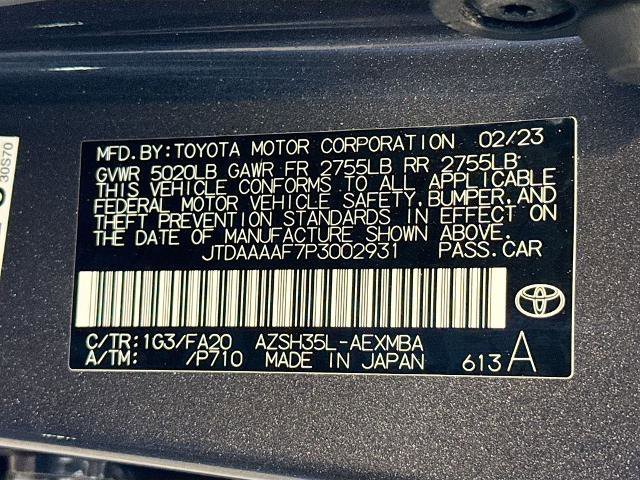 30S70
MFD.BY:TOYOTA MOTOR CORPORATION 02/23
GVWR 5020LB GAWR FR 2755LB RR 2755LB
THIS VEHICLE CONFORMS TO ALL APPLICABLE
FEDERAL MOTOR VEHICLE SAFETY,BUMPER,AND
THEFT PREVENTION STANDARDS IN EFFECT ON
THE DATE OF MANUFACTURE SHOWN ABOVE.
JTDAAAAF7P3002931 PASS.CAR
C/TR:1G3/FA20 AZSH35L-AEXMBA
A/TM: /P710 MADE IN JAPAN 613 A